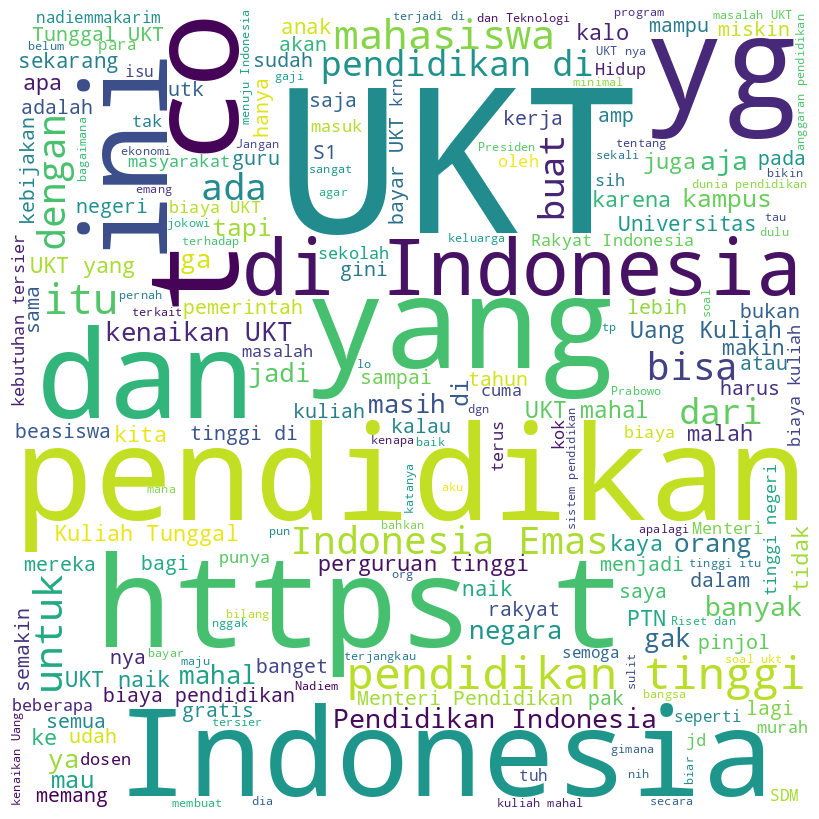 nadiemmakarim
Tunggal UKT
para
sekarang
apa
isu
utk
adalah
tak
kebijakan
bagaimana
ekonomi
masyarakat
emang
dengan
negeri
ini
t co
menuju Indonesia
hanya
anak
akan
sudah
gaji
belum
terjadi di
dan Teknologi
program
masalah UKT
mahasiswa
kalo
mampu
miskin
UKT nya
pendidikan di
Hidup
yg
anggaran pendidikan
saja
masuk
Jangan
S1
guru
sangat
agar
ada
biaya UKT
jokowi
tapi
terhadap
bayar UKT
krn
UKT
minimal
kerja
amp
Presiden
oleh
sekali
tentang
bikin
buat
sih
juga
aja
pada
dunia pendidikan
karena
kampus
tau
dulu
Universitas
keluarga
Rakyat Indonesia
sekolah
gini
UKT yang
ga
di Indonesia
kebutuhan tersier
sama
itu
pernah
terkait
pemerintah
kenaikan UKT
masalah
yang
lebih
soal
bukan
tp
Uang Kuliah
makin
atau
biaya kuliah
dan
jadi
lo
sampai
tahun
di
cuma
masih
dgn
kuliah
kalau
bisa
Prabowo
harus
UKT mahal
dari
malah
beasiswa
kita
tinggi di
kenapa
baik
terus
kok
biaya
pendidikan
maha
katanya
aku
sistem pendidikan
bahkan
pun
Kuliah Tunggal
Indonesia Emas
apalagi
Menteri
kaya
orang
tinggi negeri
tidak
mereka
bagi
punya
perguruan tinggi
menjadi
tinggi itu
dalam
saya
org
https t
naik
rakyat
banyak
PTN
Riset dan
untuk
semakin
bilang
nggak
negara
gak
pinjol
nya
bayar
maju
terjangkau
banget
semoga
sulit
soal ukt
UKT naik
mahal
biaya pendidikan
Nadiem
pendidikan tinggi
Menteri Pendidikan
pak
bangsa
beberapa
kenaikan Uang
semua
gratis
tersier
Pendidikan Indonesia
seperti
lagi
murah
ke
udah
ya
dosen
mau
memang
Indonesia
gimana
tuh
nih
biar
jd
membuat
dia
kuliah mahal
secara
SDM